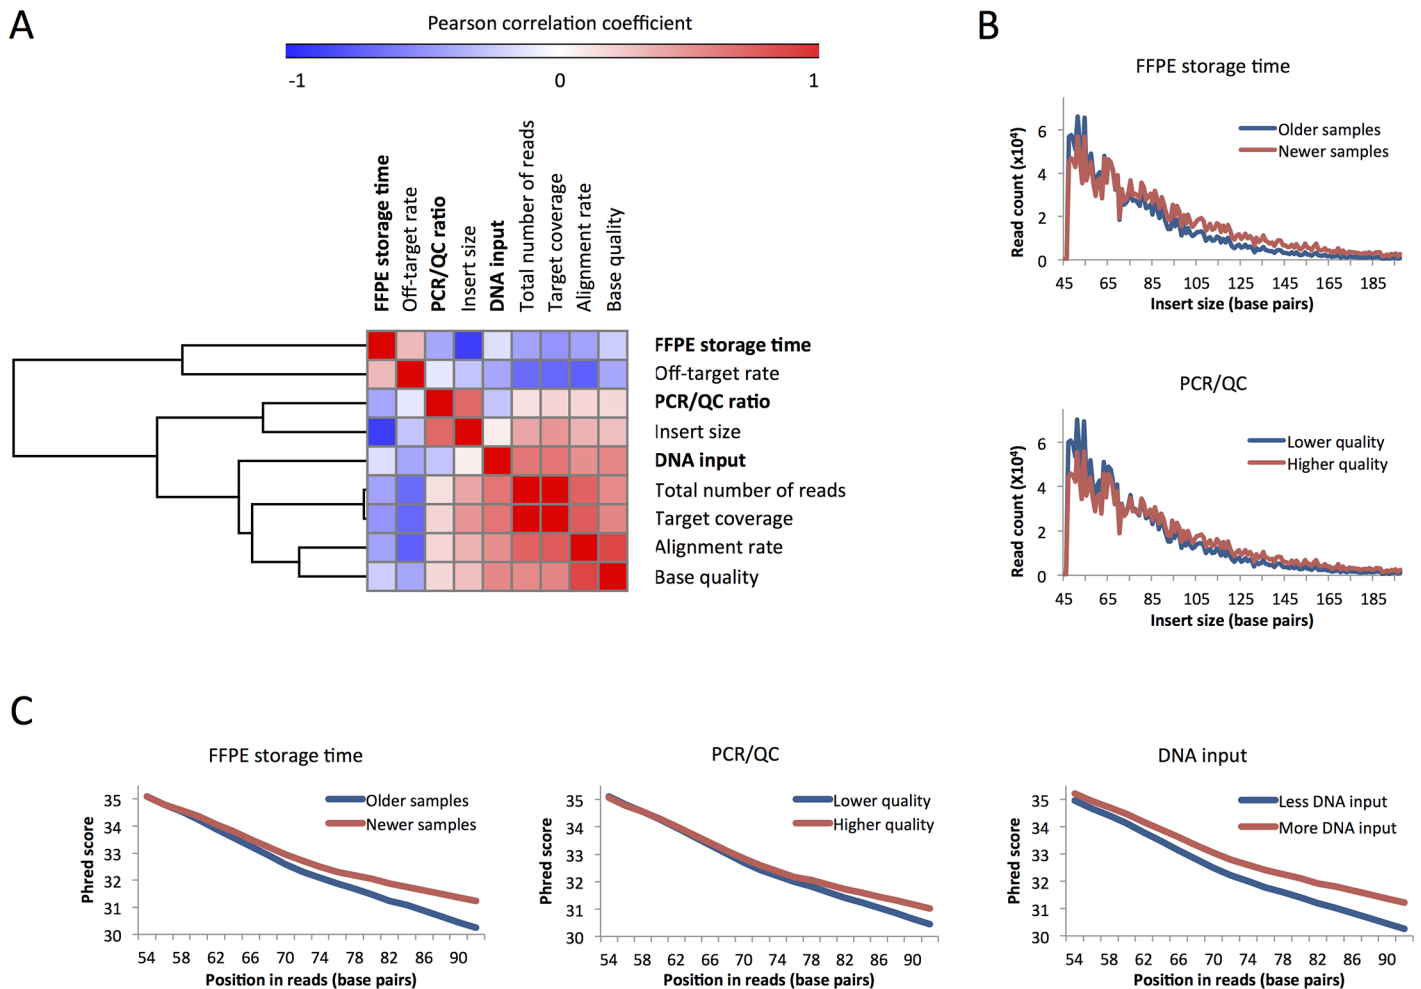 A
Pearson correlation coefficient
-1 0 1
FFPE storage time
Off-target rate
PCR/QC ratio
Insert size
DNA input
Total number of reads
Target coverage
Alignment rate
Base quality
FFPE storage time
Off-target rate
PCR/QC ratio
Insert size
DNA input
Total number of reads
Target coverage
Alignment rate
Base quality
B
FFPE storage time
Read count (x10⁴)
6
4
2
0
Older samples
Newer samples
45 65 85 105 125 145 165 185
Insert size (base pairs)
PCR/QC
Read count (X10⁴)
6
4
2
0
Lower quality
Higher quality
45 65 85 105 125 145 165 185
Insert size (base pairs)
C
FFPE storage time
Phred score
35
34
33
32
31
30
Older samples
Newer samples
54 58 62 66 70 74 78 82 86 90
Position in reads (base pairs)
PCR/QC
Phred score
35
34
33
32
31
30
Lower quality
Higher quality
54 58 62 66 70 74 78 82 86 90
Position in reads (base pairs)
DNA input
Phred score
35
34
33
32
31
30
Less DNA input
More DNA input
54 58 62 66 70 74 78 82 86 90
Position in reads (base pairs)